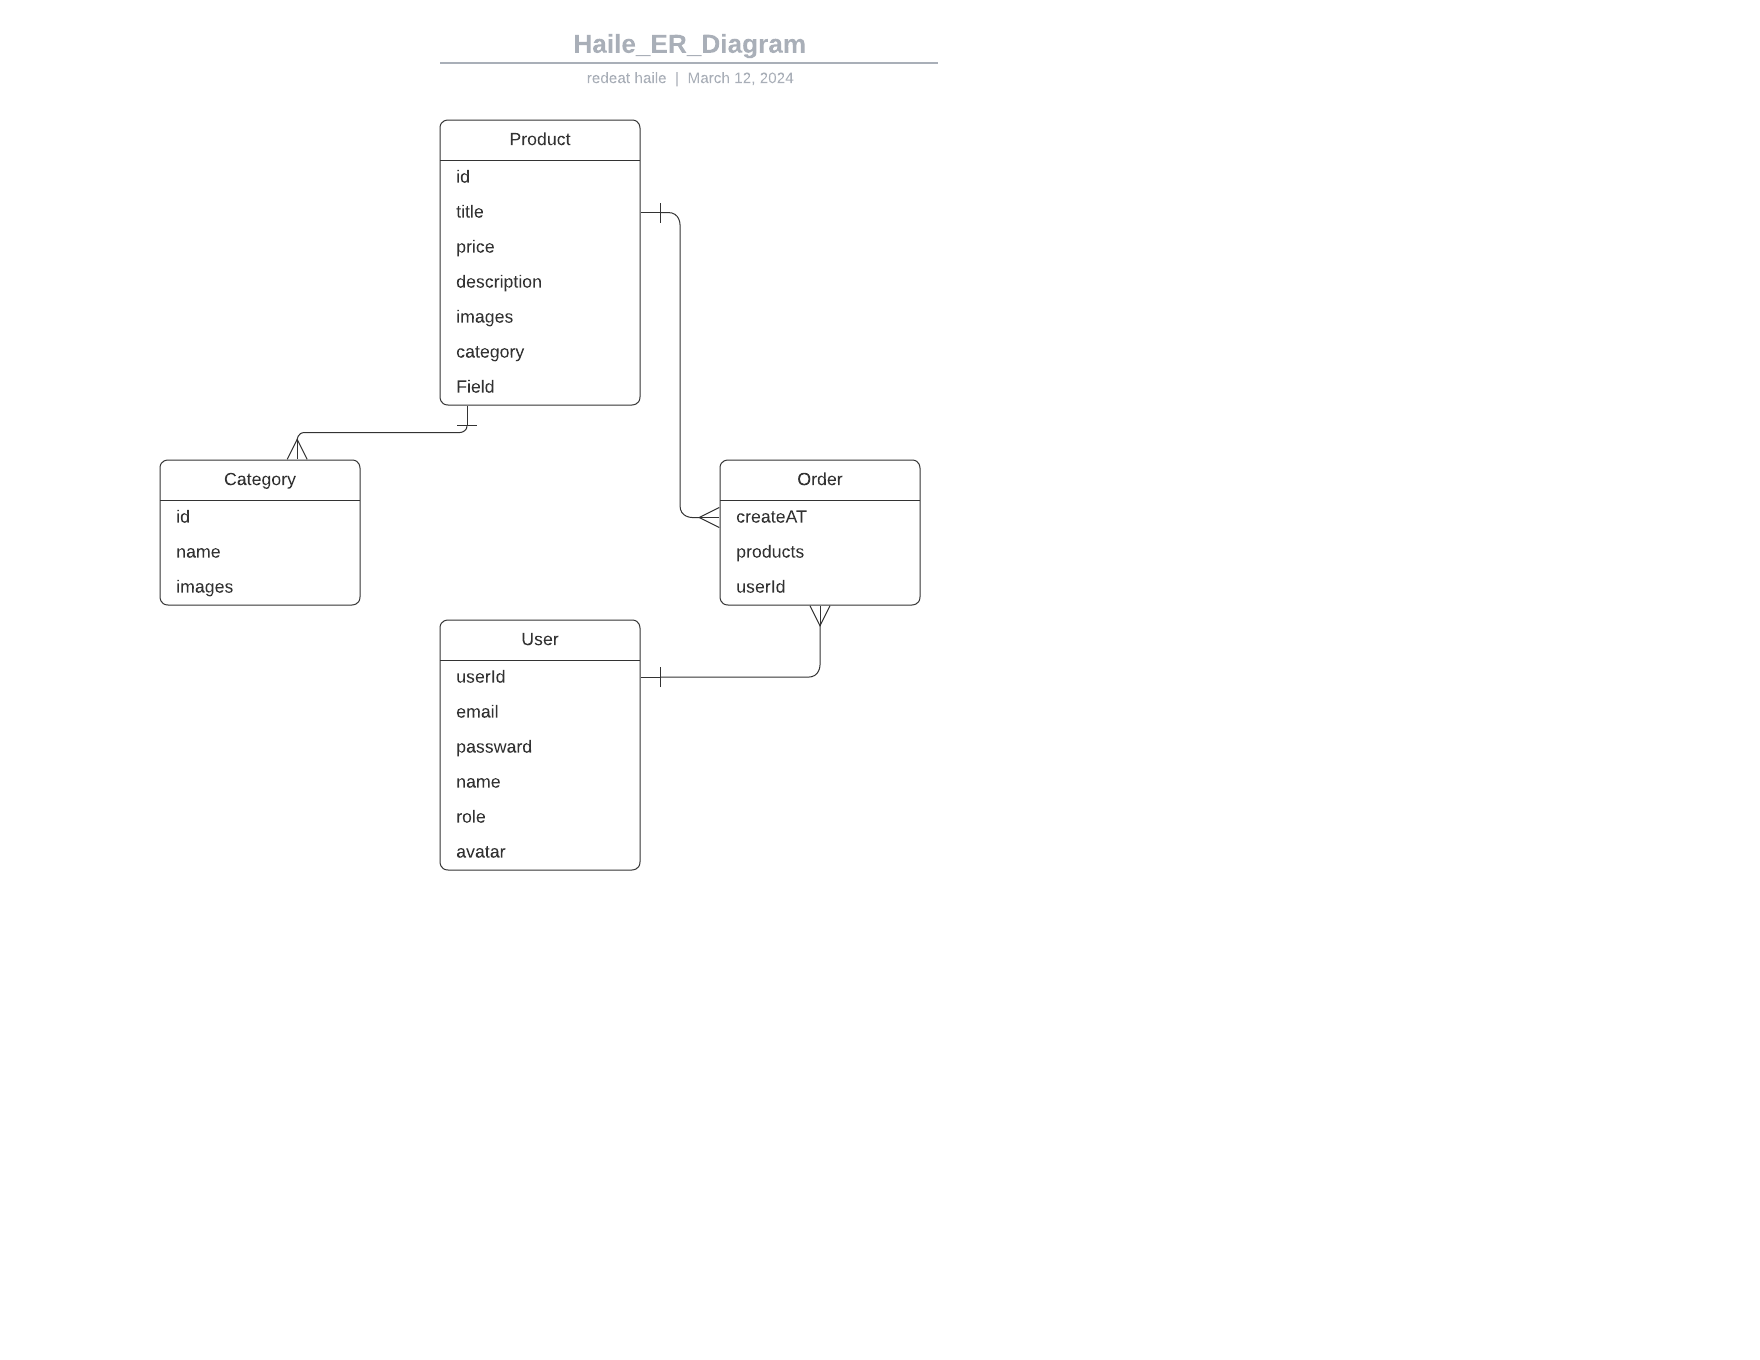 Haile_ER_Diagram
redeat haile | March 12, 2024
Product
id
title
price
description
images
category
Field
Category
id
name
images
Order
createAT
products
userId
User
userId
email
passward
name
role
avatar